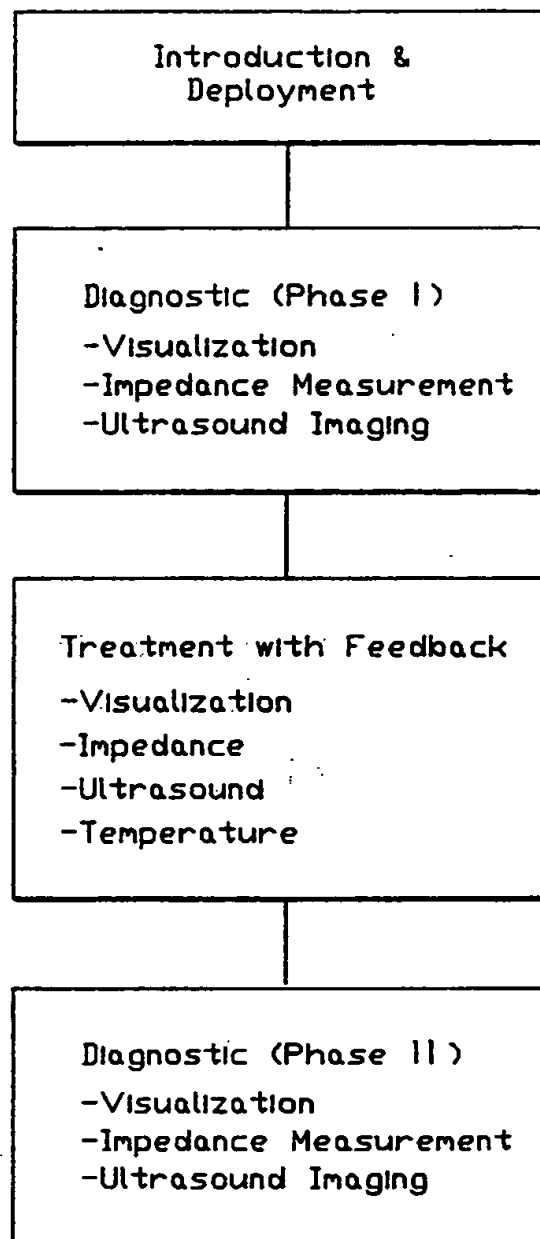 Introduction &
Deployment
Diagnostic (Phase I)
-Visualization
-Impedance Measurement
-Ultrasound Imaging
Treatment with Feedback
-Visualization
-Impedance
-Ultrasound
-Temperature
Diagnostic (Phase II)
-Visualization
-Impedance Measurement
-Ultrasound Imaging